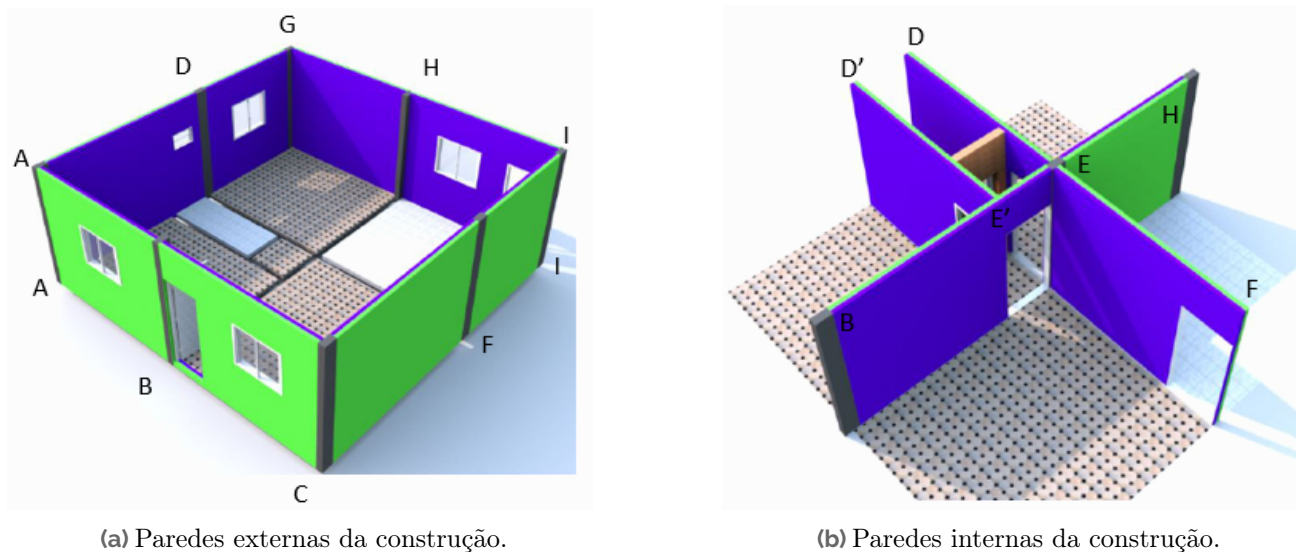 G
D
H
A
I
A
I
B
F
C
(a) Paredes externas da construção.
D
D’
H
E
E’
F
B
(b) Paredes internas da construção.